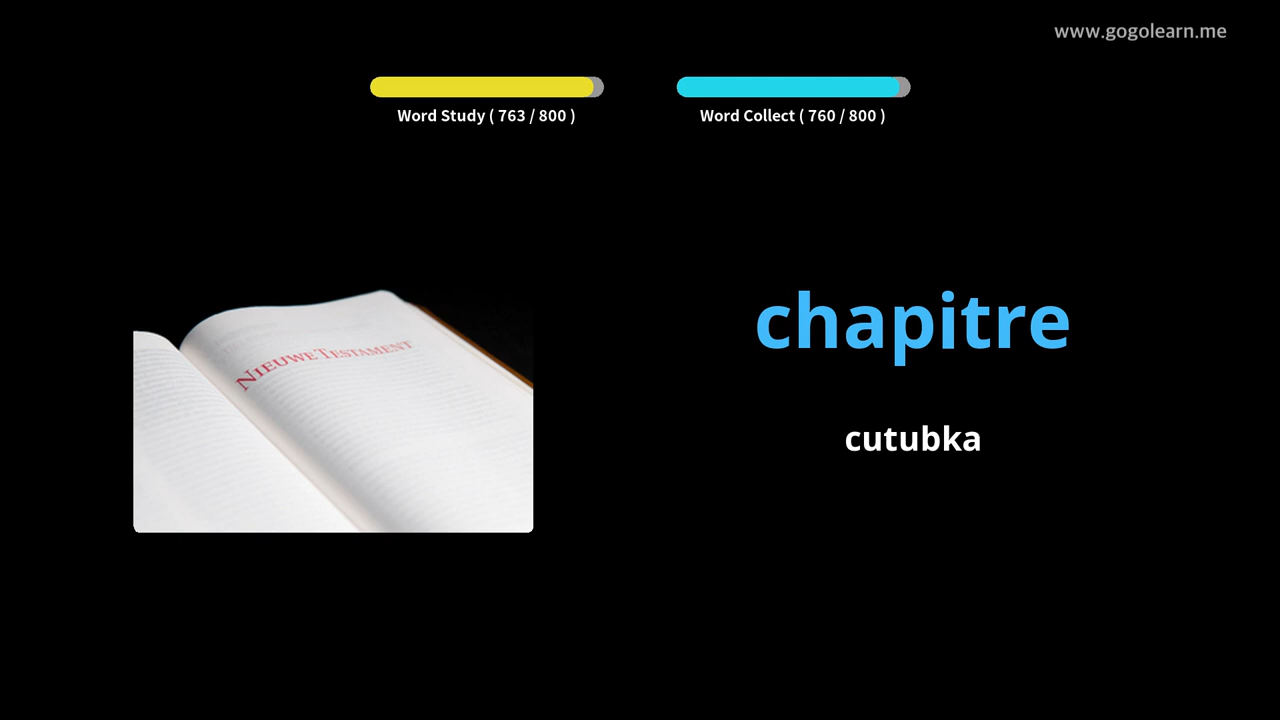 www.gogolearn.me
Word Study ( 763 / 800 )
Word Collect ( 760 / 800 )
NIEUWE TESTAMENT
chapitre
cutubka